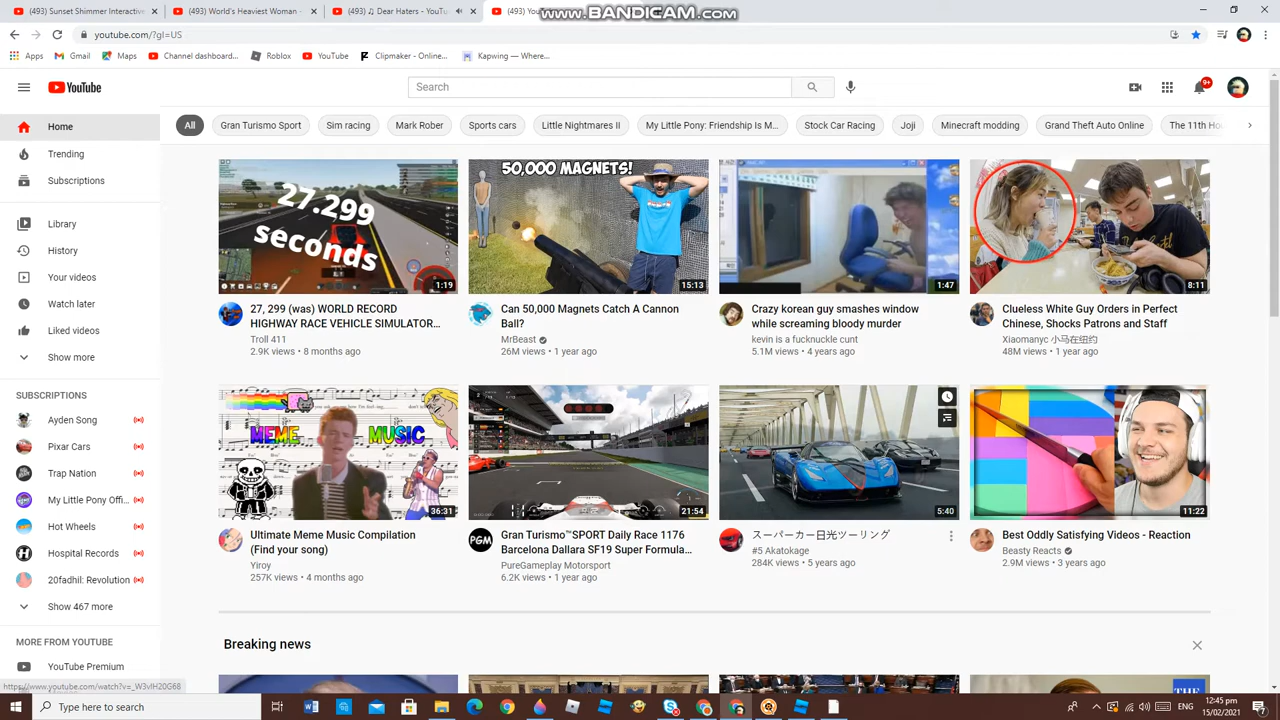 www.BANDICAM.com
(493) Sunset Shimmer Interactive
(493) World's Heaviest Woman -
(493) ♫ Dear Haters - YouT
youtube.com/?gl=US
Apps
Gmail
Maps
Channel dashboard...
Roblox
YouTube
Clipmaker - Online...
Kapwing — Where...
YouTube
Search
9+
Home
Trending
Subscriptions
Library
History
Your videos
Watch later
Liked videos
Show more
SUBSCRIPTIONS
Ayden Song
Pixar Cars
Trap Nation
My Little Pony Offi...
Hot Wheels
Hospital Records
20fadhil: Revolution
Show 467 more
MORE FROM YOUTUBE
YouTube Premium
https://www.youtube.com/watch?v=_W3vlH20G68
All
Gran Turismo Sport
Sim racing
Mark Rober
Sports cars
Little Nightmares II
My Little Pony: Friendship Is M...
Stock Car Racing
Joji
Minecraft modding
Grand Theft Auto Online
The 11th Ho
27.299
seconds
1:19
27, 299 (was) WORLD RECORD
HIGHWAY RACE VEHICLE SIMULATOR...
Troll 411
2.9K views • 8 months ago
50,000 MAGNETS!
15:13
Can 50,000 Magnets Catch A Cannon
Ball?
MrBeast
26M views • 1 year ago
1:47
Crazy korean guy smashes window
while screaming bloody murder
kevin is a fucknuckle cunt
5.1M views • 4 years ago
8:11
Clueless White Guy Orders in Perfect
Chinese, Shocks Patrons and Staff
Xiaomanyc 小马在纽约
48M views • 1 year ago
MEME MUSIC
36:31
Ultimate Meme Music Compilation
(Find your song)
Yiroy
257K views • 4 months ago
21:54
PGM
Gran Turismo™SPORT Daily Race 1176
Barcelona Dallara SF19 Super Formula...
PureGameplay Motorsport
6.2K views • 1 year ago
5:40
スーパーカー日光ツーリング
#5 Akatokage
284K views • 5 years ago
11:22
Best Oddly Satisfying Videos - Reaction
Beasty Reacts
2.9M views • 3 years ago
Breaking news
THE
Type here to search
12:45 pm
15/02/2021